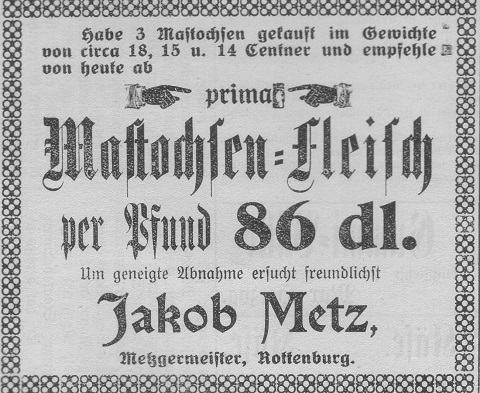 Habe 3 Mastochsen gekauft im Gewichte
von circa 18, 15 u. 14 Centner und empfehle
von heute ab
prima
Mastochsen=Fleisch
per Pfund 86 dl.
Um geneigte Abnahme ersucht freundlichst
Jakob Metz,
Metzgermeister, Rottenburg.